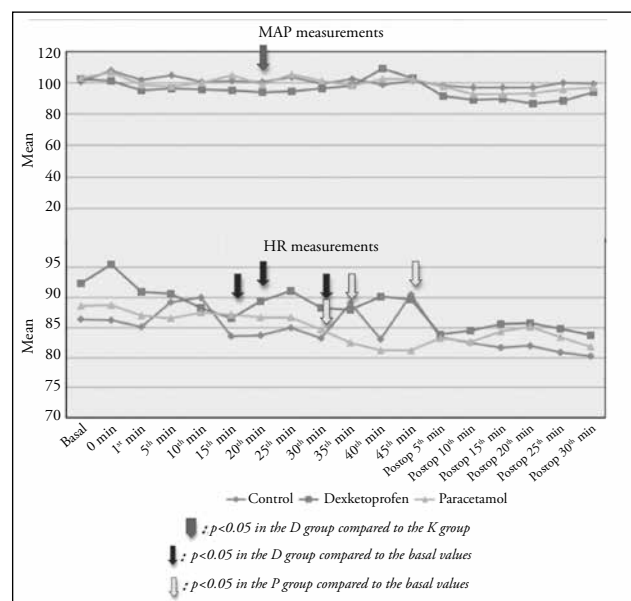 MAP measurements
120
100
80
60
40
20
Mean
HR measurements
95
90
85
80
75
70
Mean
Basal
0 min
1st min
5th min
10th min
15th min
20th min
25th min
30th min
35th min
40th min
45th min
Postop 5th min
Postop 10th min
Postop 15th min
Postop 20th min
Postop 25th min
Postop 30th min
Control Dexketoprofen Paracetamol
: p<0.05 in the D group compared to the K group
: p<0.05 in the D group compared to the basal values
: p<0.05 in the P group compared to the basal values